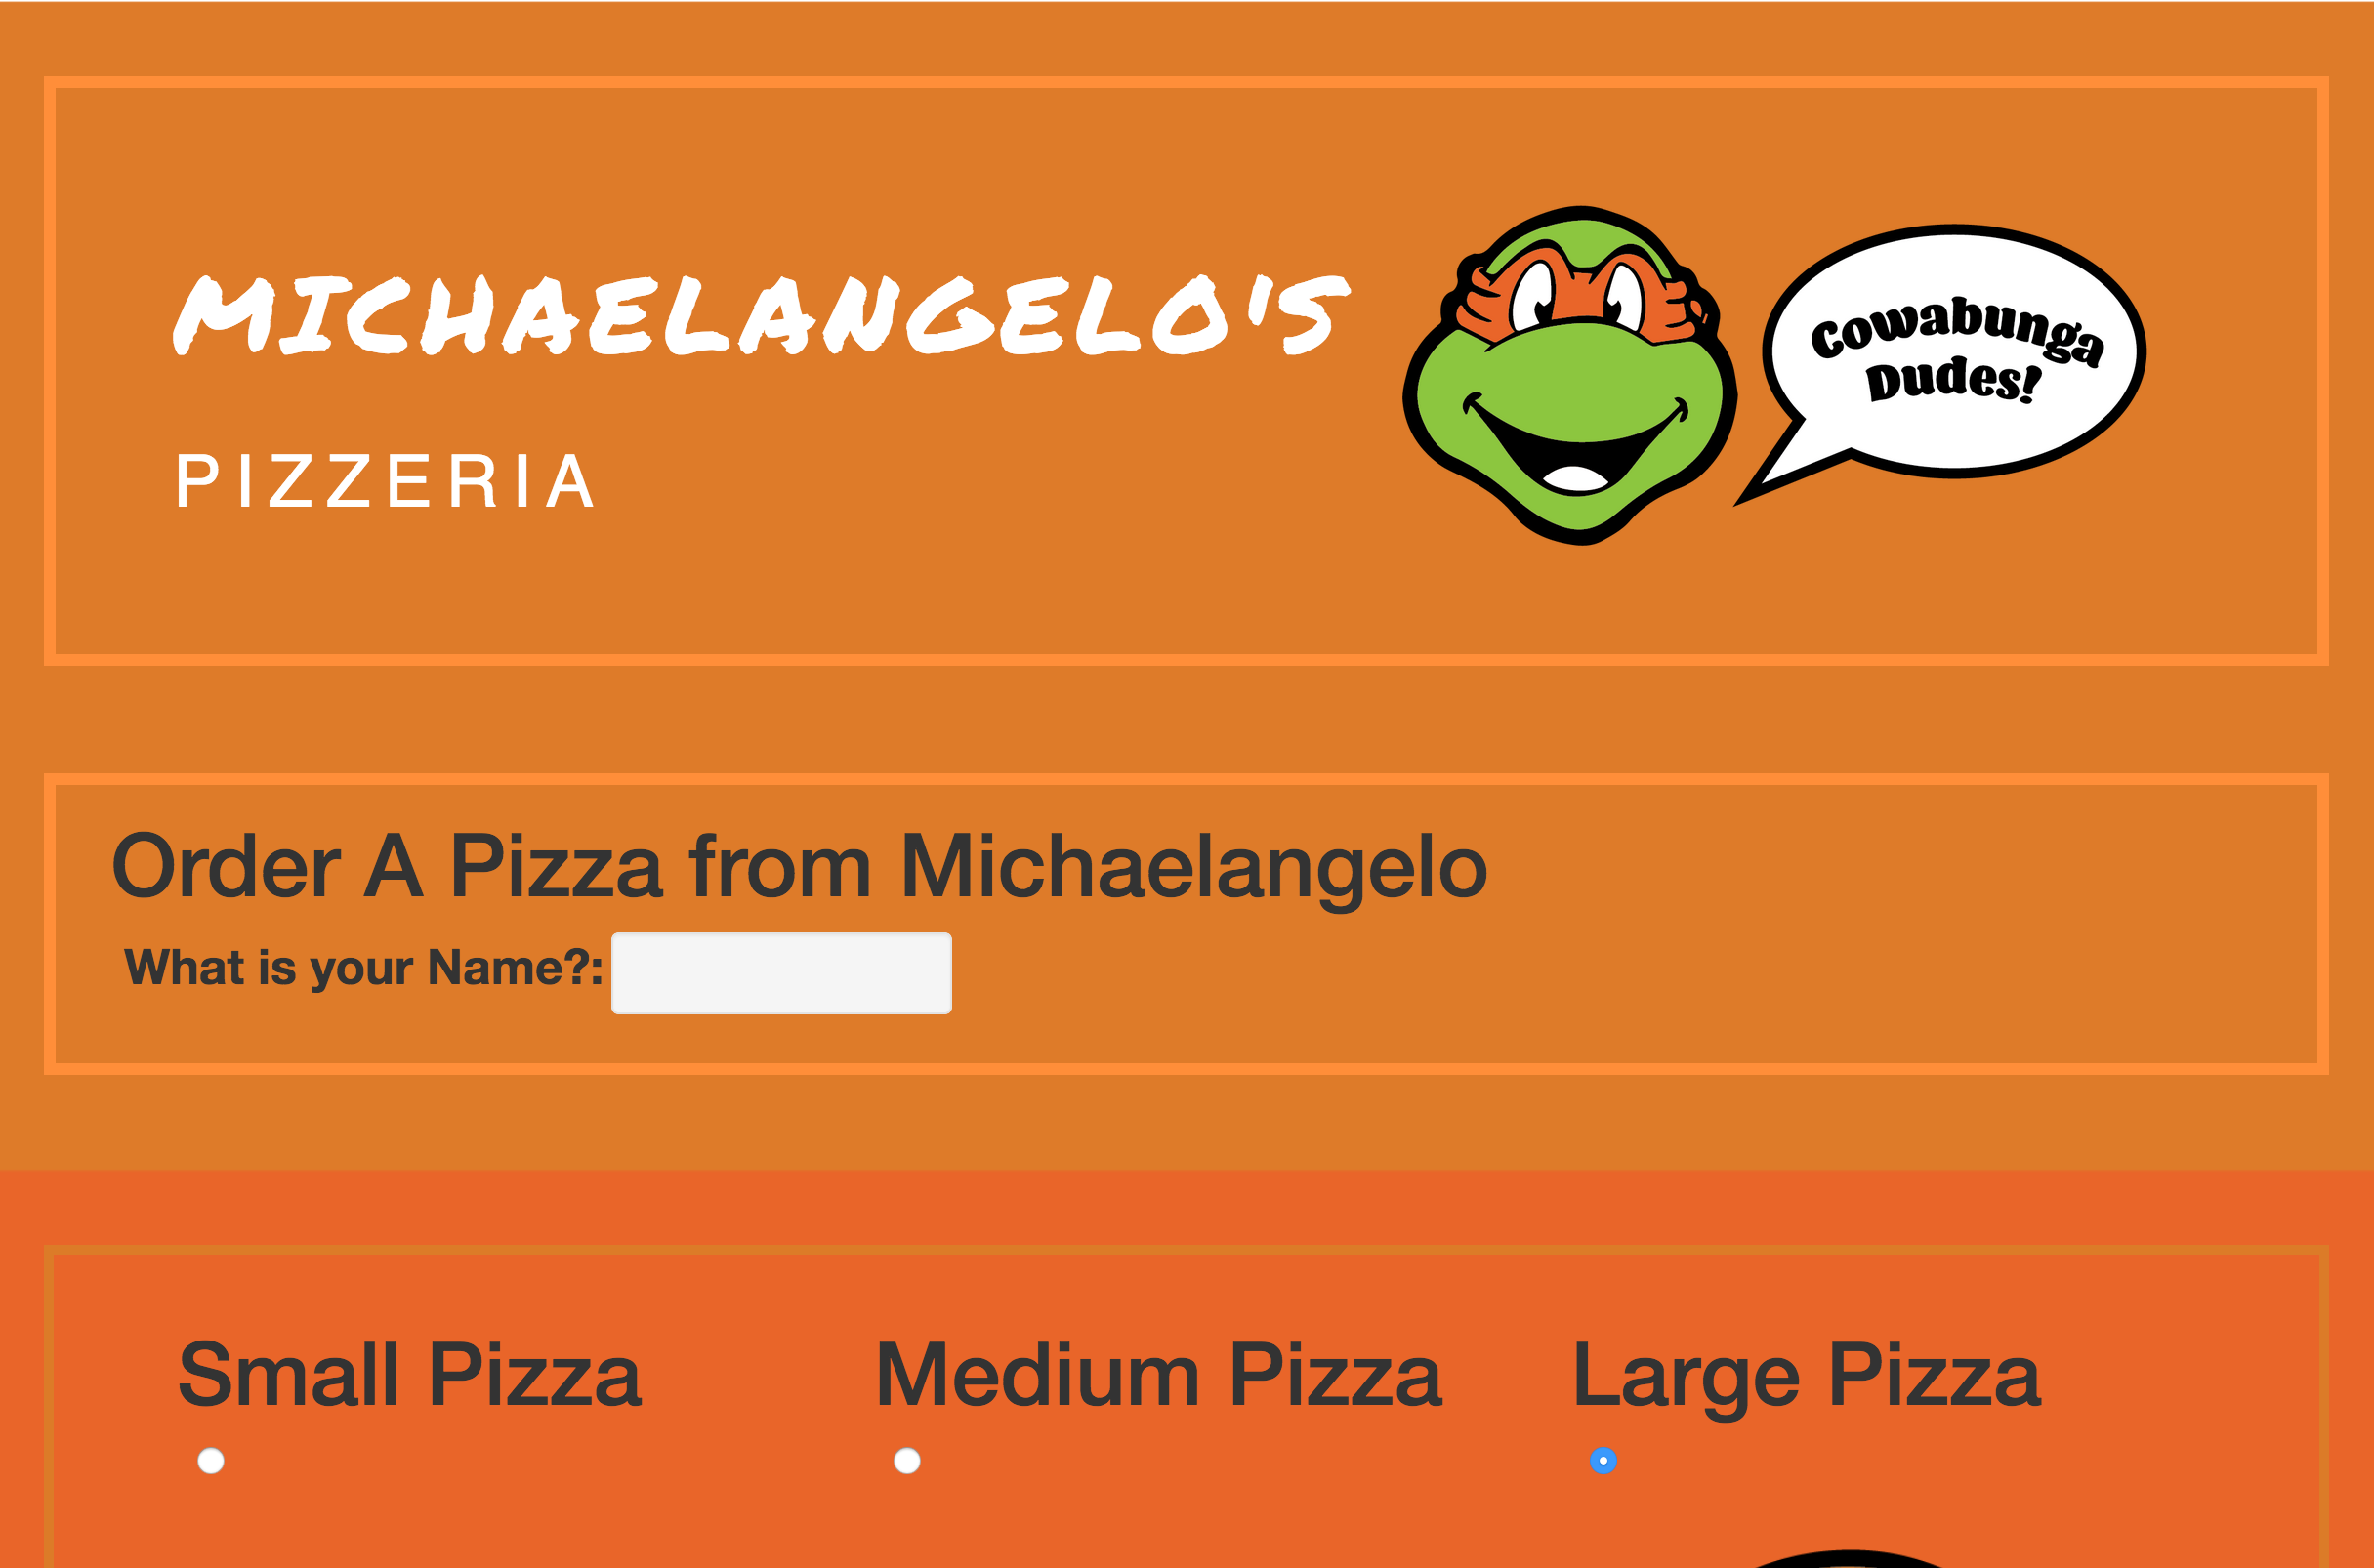 MICHAELANGELO'S
PIZZERIA
Cowabunga
Dudes!
Order A Pizza from Michaelangelo
What is your Name?:
Small Pizza
Medium Pizza
Large Pizza